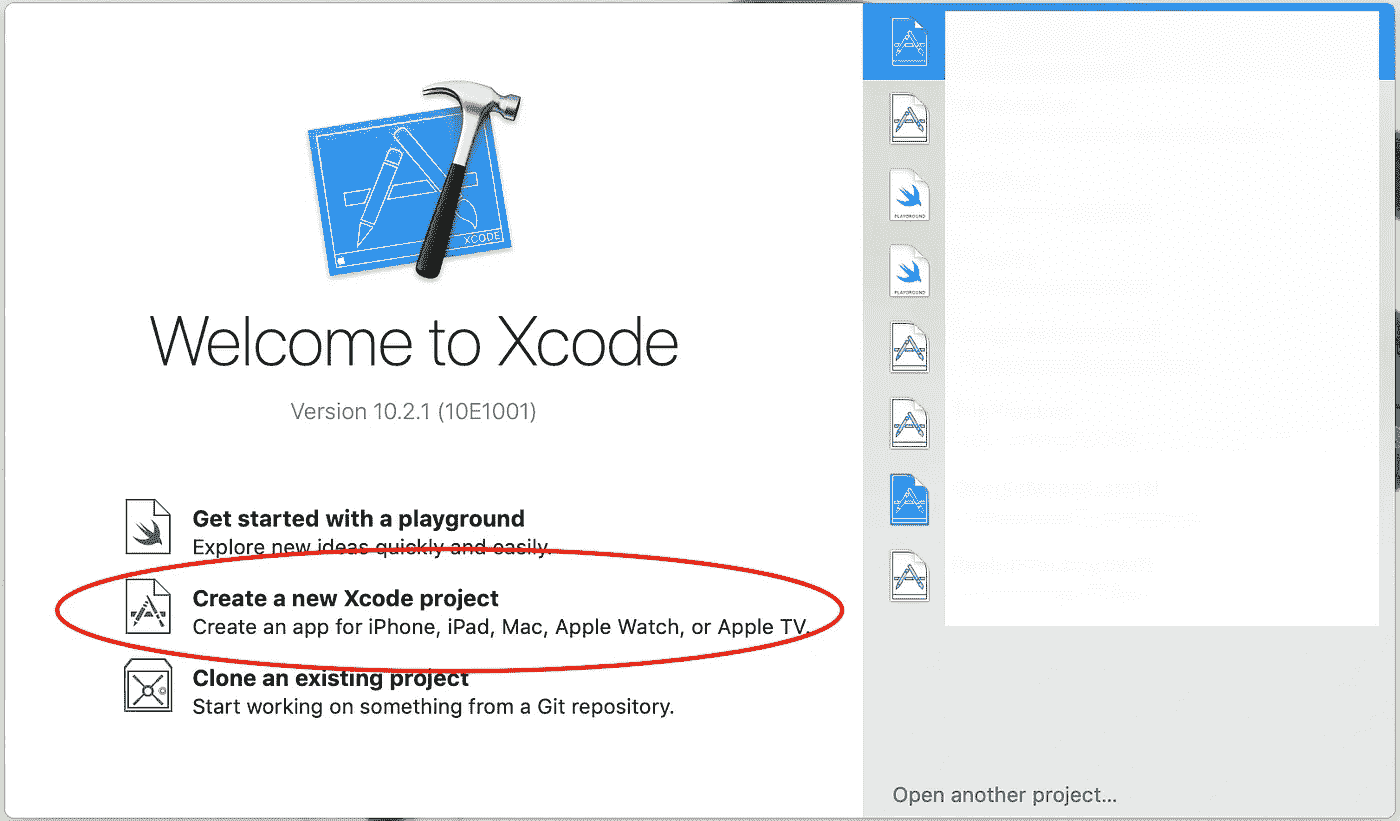 XCODE
Welcome to Xcode
Version 10.2.1 (10E1001)
Get started with a playground
Explore new ideas quickly and easily.
Create a new Xcode project
Create an app for iPhone, iPad, Mac, Apple Watch, or Apple TV.
Clone an existing project
Start working on something from a Git repository.
PLAYGROUND
PLAYGROUND
Open another project...